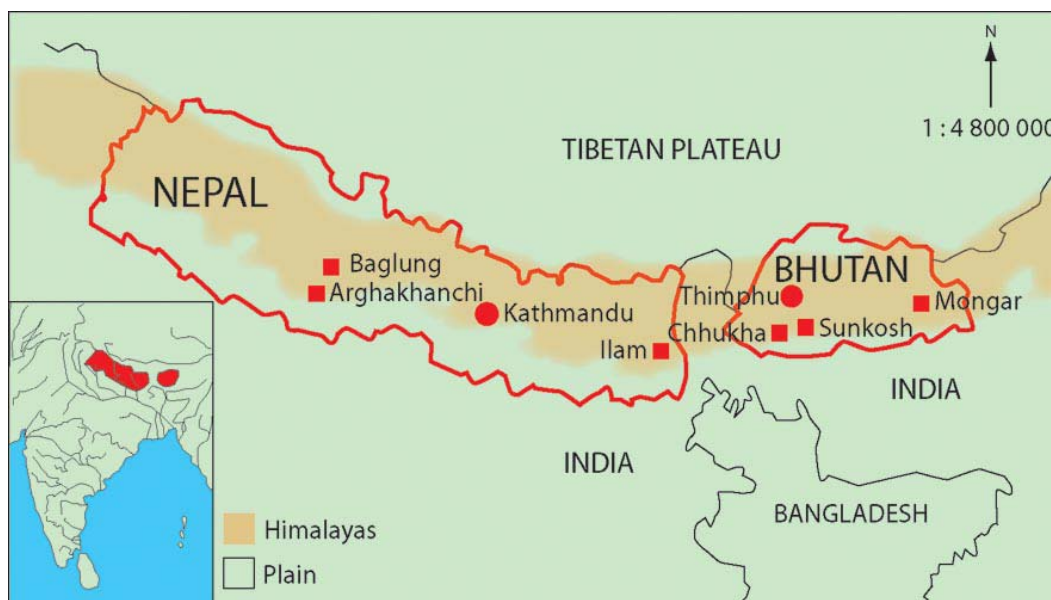 N
1 : 4 800 000
TIBETAN PLATEAU
NEPAL
BHUTAN
Baglung
Arghakhanchi
Kathmandu
Ilam
Thimphu
Chhukha
Sunkosh
Mongar
INDIA
INDIA
BANGLADESH
Himalayas
Plain